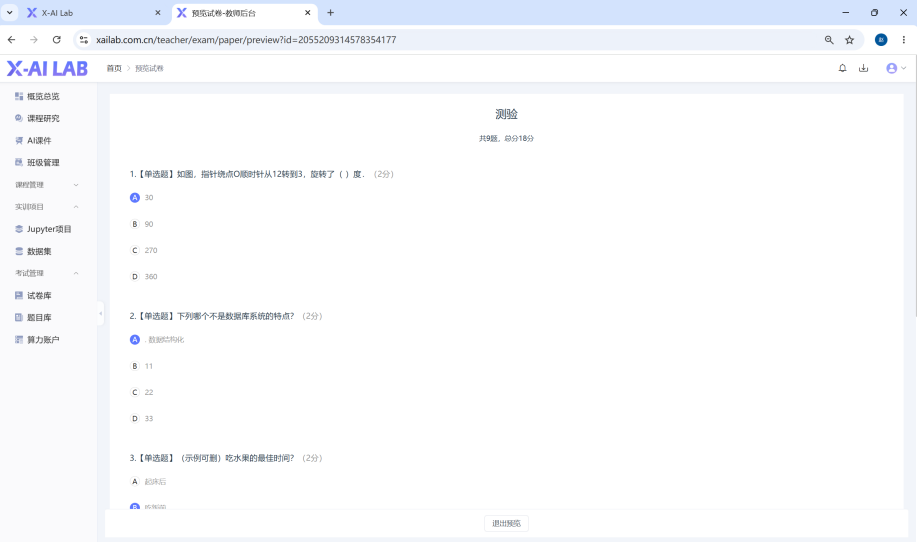 X-AI Lab
预览试卷-教师后台
xailab.com.cn/teacher/exam/paper/preview?id=2055209314578354177
X-AI LAB
首页 > 预览试卷
概览总览
课程研究
AI课件
班级管理
课程管理
实训项目
Jupyter项目
数据集
考试管理
试卷库
题目库
算力账户
测验
共9题，总分18分
1.【单选题】如图，指针绕点O顺时针从12转到3，旋转了（ ）度．（2分）
A 30
B 90
C 270
D 360
2.【单选题】下列哪个不是数据库系统的特点?（2分）
A . 数据结构化
B 11
C 22
D 33
3.【单选题】（示例可删）吃水果的最佳时间?（2分）
A 起床后
B
退出预览